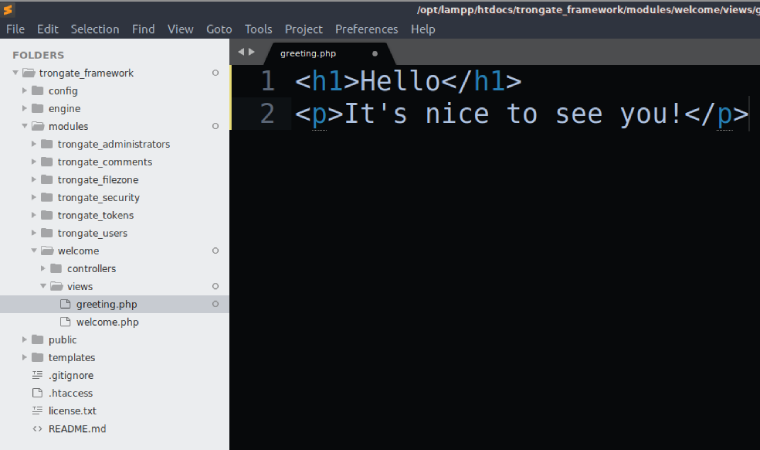 /opt/lampp/htdocs/trongate_framework/modules/welcome/views/g
File Edit Selection Find View Goto Tools Project Preferences Help
FOLDERS
trongate_framework
config
engine
modules
trongate_administrators
trongate_comments
trongate_filezone
trongate_security
trongate_tokens
trongate_users
welcome
controllers
views
greeting.php
welcome.php
public
templates
.gitignore
.htaccess
license.txt
README.md
greeting.php
1 <h1>Hello</h1>
2 <p>It's nice to see you!</p>